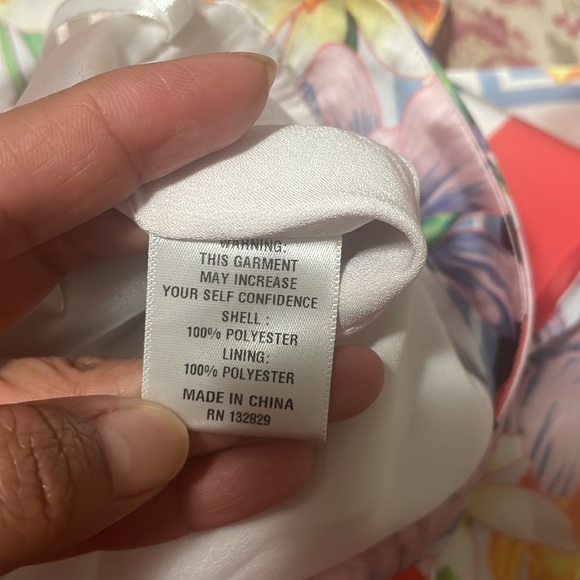 WARNING:
THIS GARMENT
MAY INCREASE
YOUR SELF CONFIDENCE
SHELL :
100% POLYESTER
LINING:
100% POLYESTER
MADE IN CHINA
RN 132829